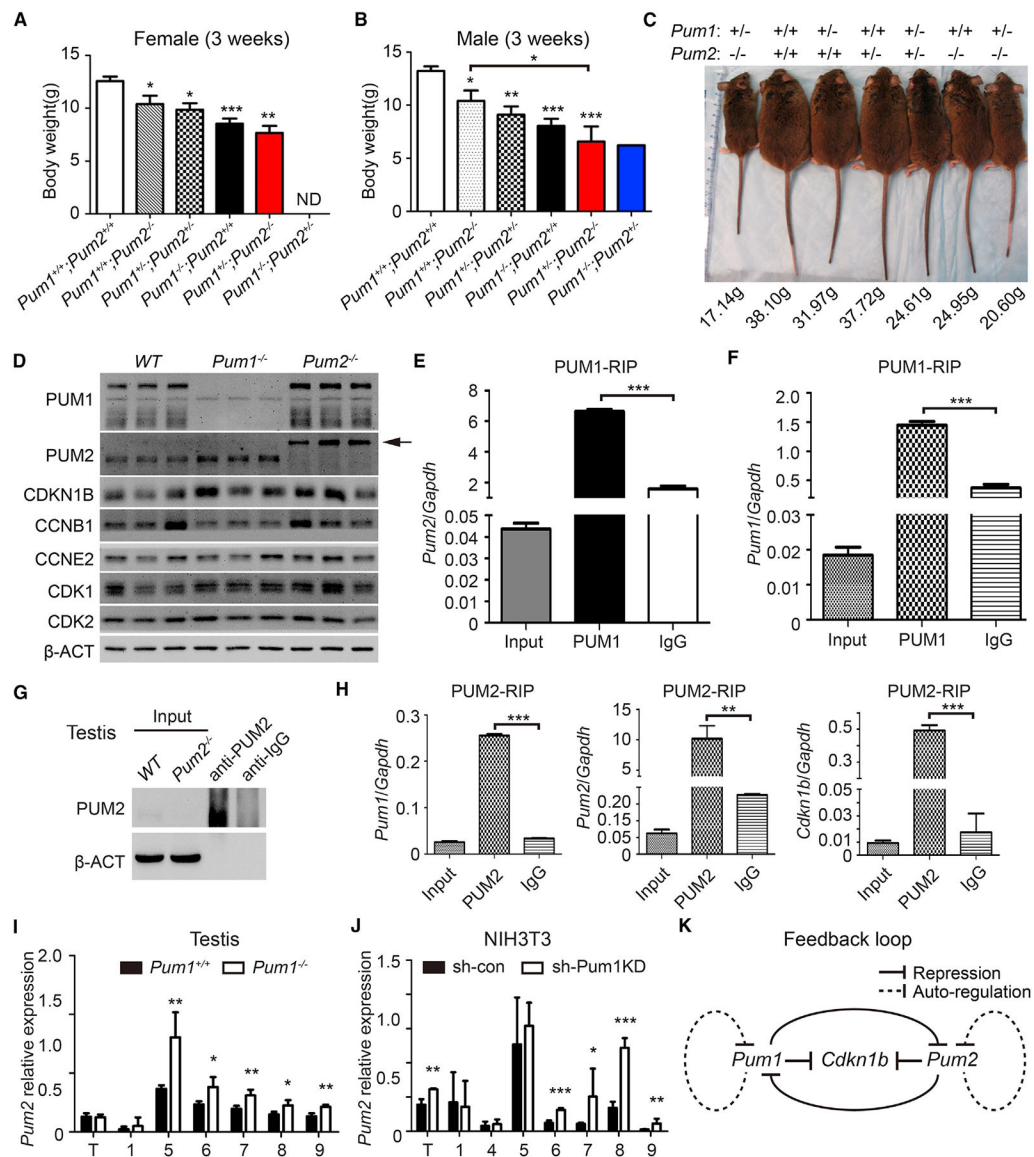 A
Female (3 weeks)
Body weight(g)
15
10
5
0
*
*
***
**
ND
Pum1+/+;Pum2+/+
Pum1+/+;Pum2-/-
Pum1+/-;Pum2+/-
Pum1-/-;Pum2+/+
Pum1+/-;Pum2-/-
Pum1-/-;Pum2+/-
B
Male (3 weeks)
Body weight(g)
15
10
5
0
*
*
**
***
***
Pum1+/+;Pum2+/+
Pum1+/+;Pum2-/-
Pum1+/-;Pum2+/-
Pum1-/-;Pum2+/+
Pum1+/-;Pum2-/-
Pum1-/-;Pum2+/-
C
Pum1: +/- +/+ +/- +/+ +/- +/+ +/-
Pum2: -/- +/+ +/+ +/- +/- -/- -/-
17.14g 38.10g 31.97g 37.72g 24.61g 24.95g 20.60g
D
WT Pum1-/- Pum2-/-
PUM1
PUM2
CDKN1B
CCNB1
CCNE2
CDK1
CDK2
β-ACT
E
PUM1-RIP
***
Pum2/Gapdh
8
6
4
2
0.05
0.04
0.03
0.02
0.01
0
Input PUM1 IgG
F
PUM1-RIP
***
Pum1/Gapdh
2.0
1.5
1.0
0.5
0.03
0.02
0.01
0
Input PUM1 IgG
G
Testis
Input
WT Pum2-/- anti-PUM2 anti-IgG
PUM2
β-ACT
H
PUM2-RIP
***
Pum1/Gapdh
0.3
0.2
0.1
0
Input PUM2 IgG
PUM2-RIP
**
Pum2/Gapdh
15
10
5
0.20
0.05
0
Input PUM2 IgG
PUM2-RIP
***
Cdkn1b/Gapdh
0.5
0.3
0.1
0.03
0.01
0
Input PUM2 IgG
I
Testis
Pum1+/+ Pum1-/-
Pum2 relative expression
2.0
1.5
1.0
0.5
0
**
*
**
*
**
T 1 5 6 7 8 9
J
NIH3T3
sh-con sh-Pum1KD
Pum2 relative expression
2.0
1.5
1.0
0.5
0
**
***
*
***
**
T 1 4 5 6 7 8 9
K
Feedback loop
Repression
Auto-regulation
Pum1 Cdkn1b Pum2